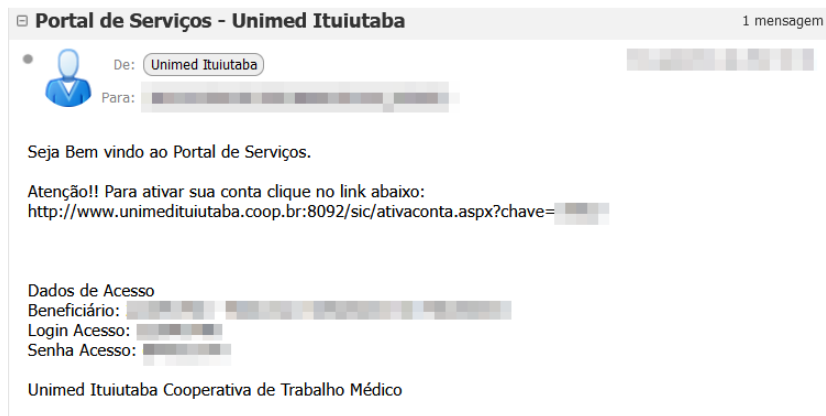 Portal de Serviços - Unimed Ituiutaba
1 mensagem
De: Unimed Ituiutaba
Para:
Seja Bem vindo ao Portal de Serviços.
Atenção!! Para ativar sua conta clique no link abaixo:
http://www.unimedituiutaba.coop.br:8092/sic/ativaconta.aspx?chave=
Dados de Acesso
Beneficiário:
Login Acesso:
Senha Acesso:
Unimed Ituiutaba Cooperativa de Trabalho Médico